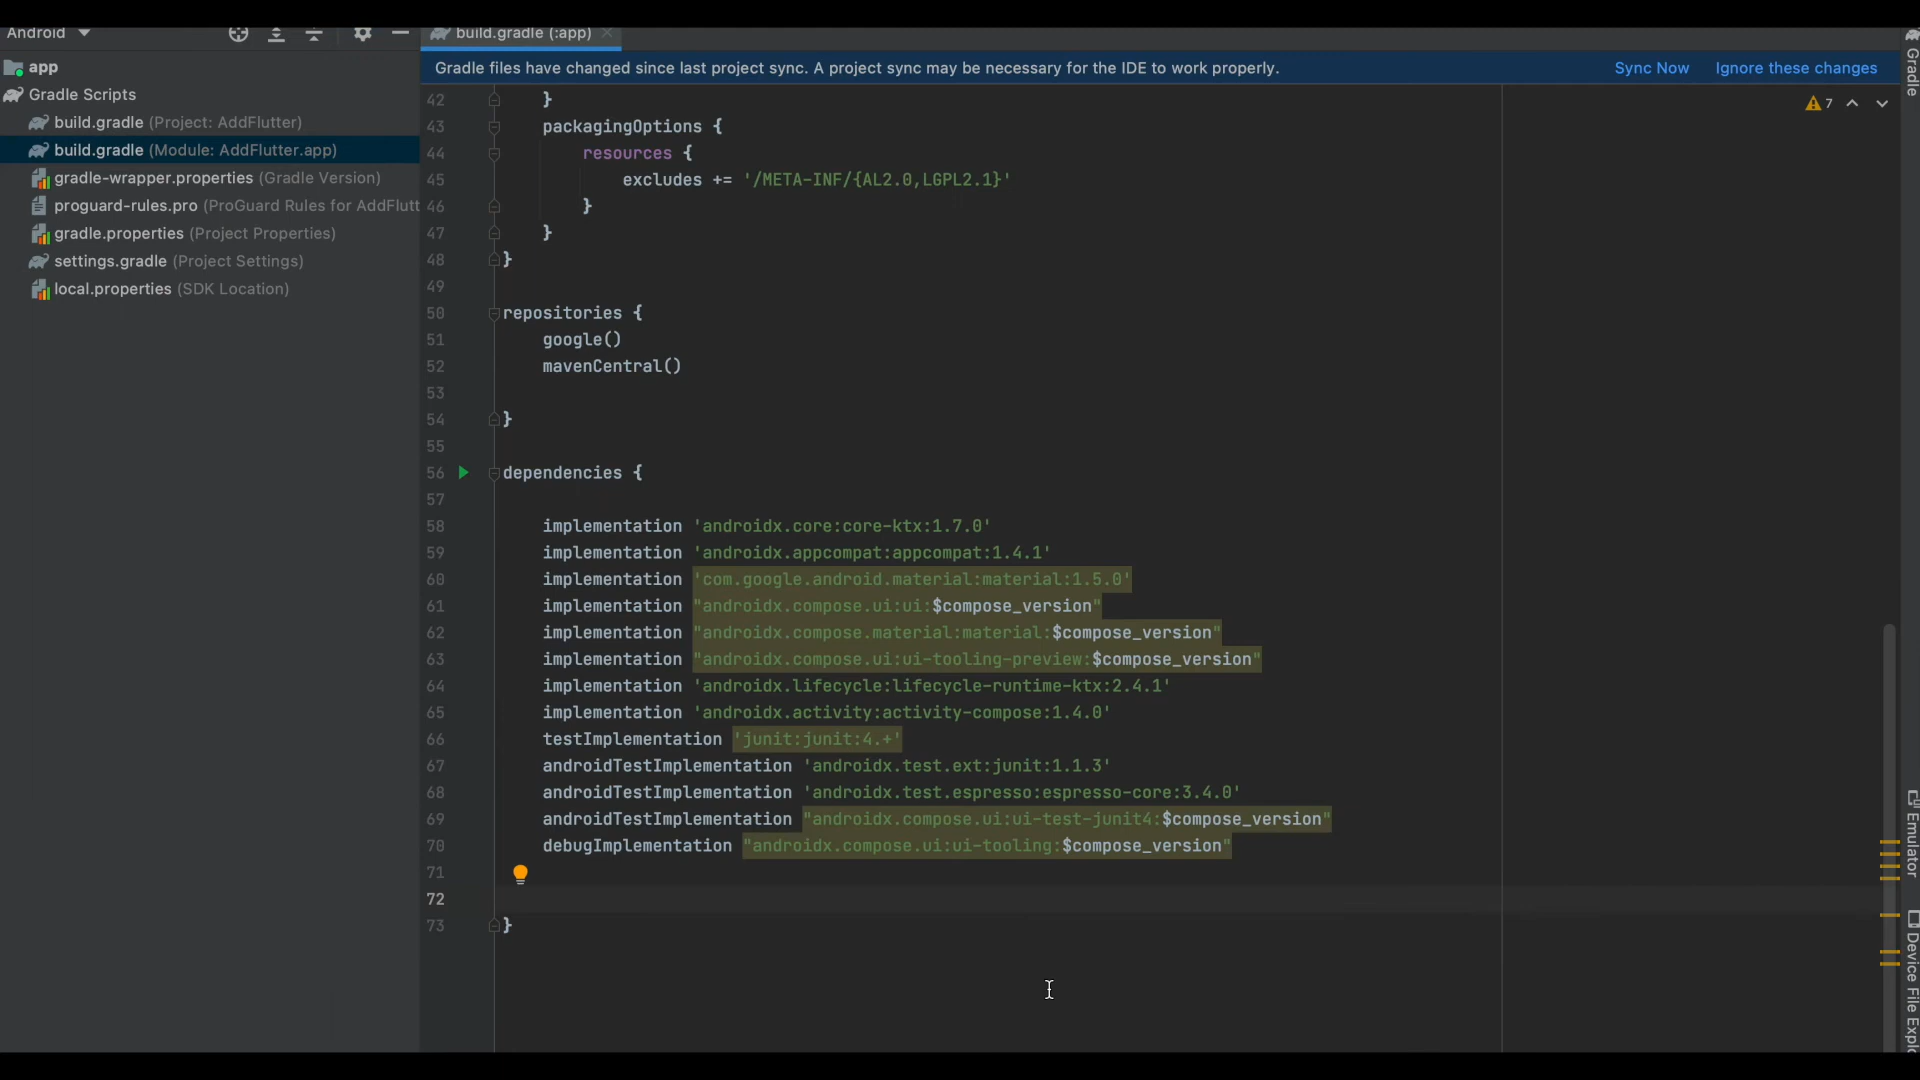 Android
build.gradle (:app)
app
Gradle Scripts
build.gradle (Project: AddFlutter)
build.gradle (Module: AddFlutter.app)
gradle-wrapper.properties (Gradle Version)
proguard-rules.pro (ProGuard Rules for AddFlutt
gradle.properties (Project Properties)
settings.gradle (Project Settings)
local.properties (SDK Location)
Gradle files have changed since last project sync. A project sync may be necessary for the IDE to work properly.
Sync Now
Ignore these changes
7
42 }
43 packagingOptions {
44 resources {
45 excludes += '/META-INF/{AL2.0,LGPL2.1}'
46 }
47 }
48 }
49
50 repositories {
51 google()
52 mavenCentral()
53
54 }
55
56 dependencies {
57
58 implementation 'androidx.core:core-ktx:1.7.0'
59 implementation 'androidx.appcompat:appcompat:1.4.1'
60 implementation 'com.google.android.material:material:1.5.0'
61 implementation "androidx.compose.ui:ui:$compose_version"
62 implementation "androidx.compose.material:material:$compose_version"
63 implementation "androidx.compose.ui:ui-tooling-preview:$compose_version"
64 implementation 'androidx.lifecycle:lifecycle-runtime-ktx:2.4.1'
65 implementation 'androidx.activity:activity-compose:1.4.0'
66 testImplementation 'junit:junit:4.+'
67 androidTestImplementation 'androidx.test.ext:junit:1.1.3'
68 androidTestImplementation 'androidx.test.espresso:espresso-core:3.4.0'
69 androidTestImplementation "androidx.compose.ui:ui-test-junit4:$compose_version"
70 debugImplementation "androidx.compose.ui:ui-tooling:$compose_version"
71
72
73 }
Gradle
Emulator
Device File Explo